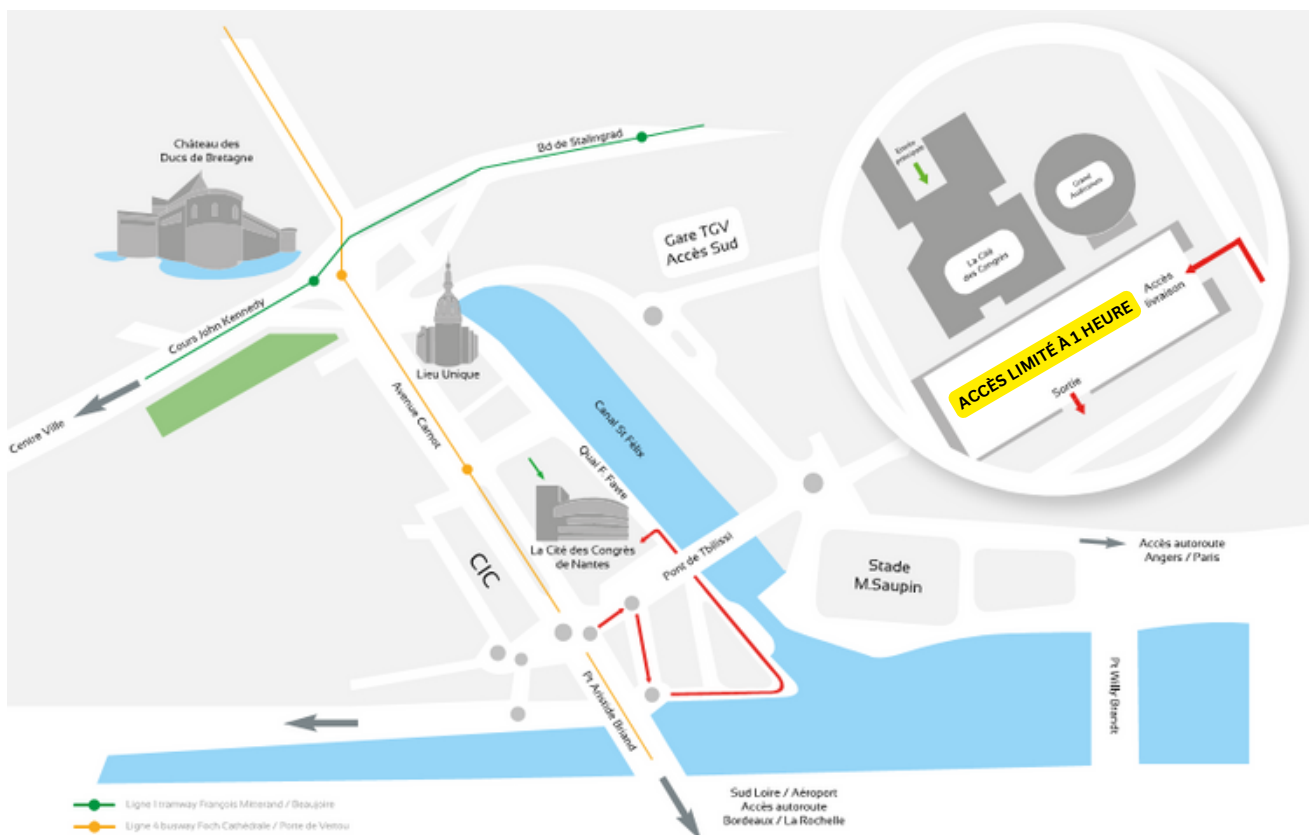 Château des
Ducs de Bretagne
Bd de Stalingrad
Gare TGV
Accès Sud
Cours John Kennedy
Lieu Unique
Centre Ville
Avenue Carnot
Canal St Félix
Quai F. Favre
CIC
La Cité des Congrès
de Nantes
Pont de Tbilissi
Stade
M.Saupin
Accès autoroute
Angers / Paris
Pt Aristide Briand
Pt Willy Brandt
Sud Loire / Aéroport
Accès autoroute
Bordeaux / La Rochelle
Entrée
principale
Grand
Auditorium
La Cité
des Congrès
Accès
livraison
ACCÈS LIMITÉ À 1 HEURE
Sortie
Ligne 1 tramway François Mitterand / Beaujoire
Ligne 4 busway Foch Cathédrale / Porte de Vertou